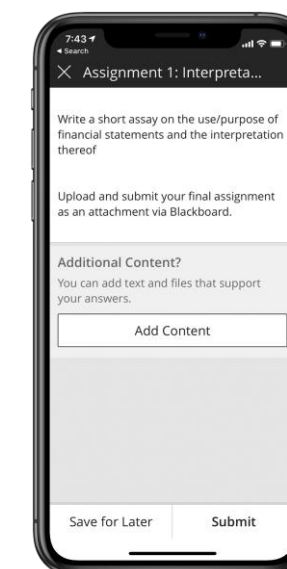 7:43
Search
Assignment 1: Interpreta...
Write a short assay on the use/purpose of
financial statements and the interpretation
thereof
Upload and submit your final assignment
as an attachment via Blackboard.
Additional Content?
You can add text and files that support
your answers.
Add Content
Save for Later
Submit